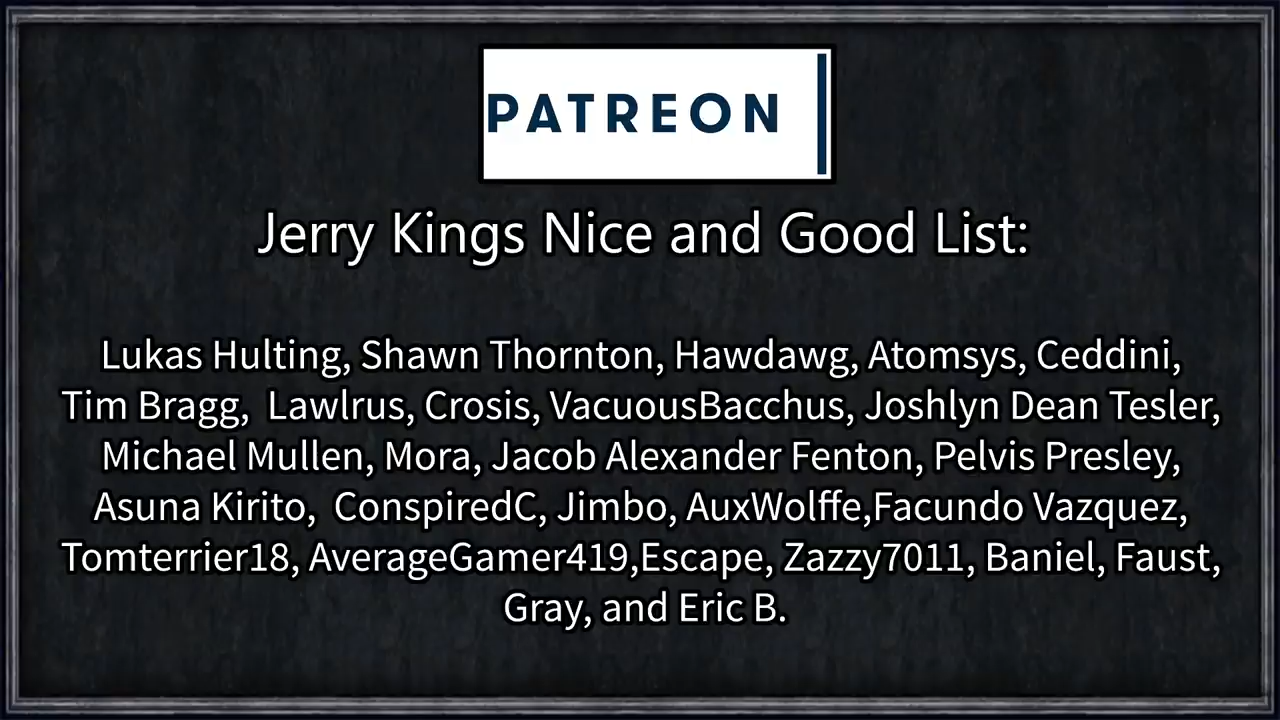 PATREON
Jerry Kings Nice and Good List:
Lukas Hulting, Shawn Thornton, Hawdawg, Atomsys, Ceddini,
Tim Bragg,  Lawlrus, Crosis, VacuousBacchus, Joshlyn Dean Tesler,
Michael Mullen, Mora, Jacob Alexander Fenton, Pelvis Presley,
Asuna Kirito,  ConspiredC, Jimbo, AuxWolffe,Facundo Vazquez,
Tomterrier18, AverageGamer419,Escape, Zazzy7011, Baniel, Faust,
Gray, and Eric B.